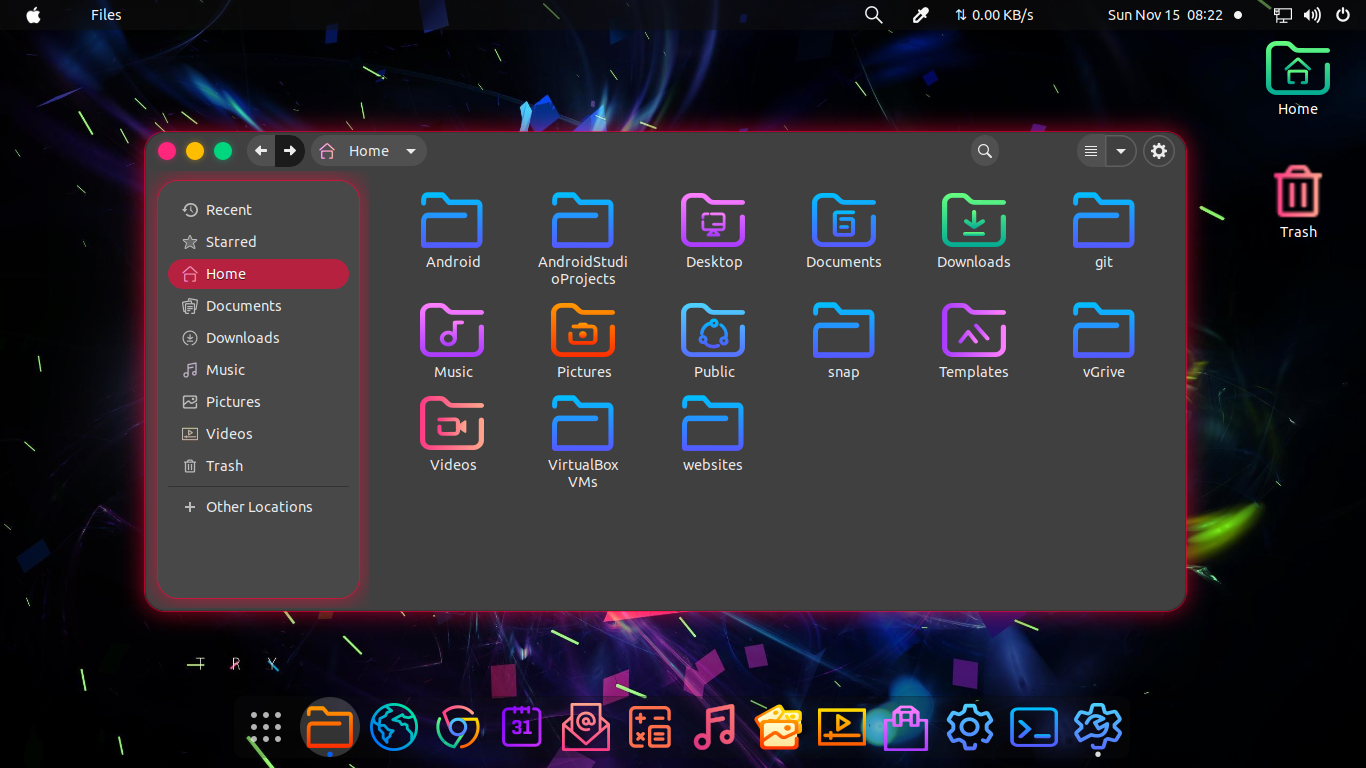 Files
0.00 KB/s
Sun Nov 15 08:22
Home
Trash
Home
Recent
Starred
Home
Documents
Downloads
Music
Pictures
Videos
Trash
Other Locations
Android
AndroidStudi
oProjects
Desktop
Documents
Downloads
git
Music
Pictures
Public
snap
Templates
vGrive
Videos
VirtualBox
VMs
websites
T R Y
31
@